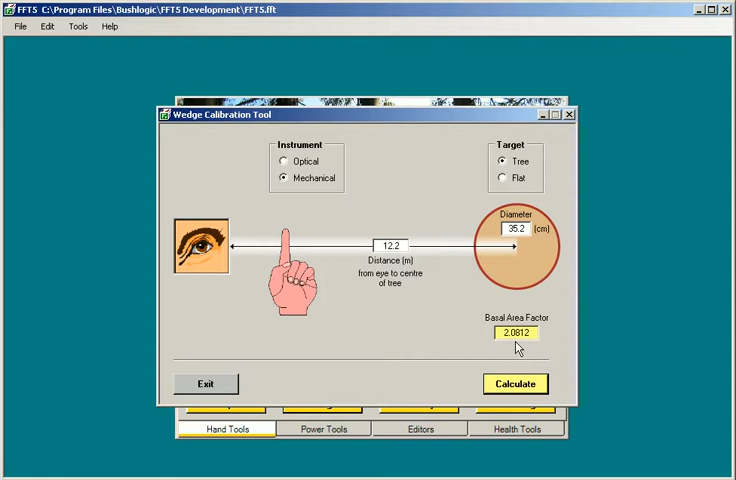 FFT5 C:\Program Files\Bushlogic\FFT5 Development\FFT5.fft
File Edit Tools Help
Wedge Calibration Tool
Instrument
Optical
Mechanical
Target
Tree
Flat
Diameter
35.2 (cm)
12.2
Distance (m)
from eye to centre
of tree
Basal Area Factor
2.0812
Exit
Calculate
Hand Tools
Power Tools
Editors
Health Tools